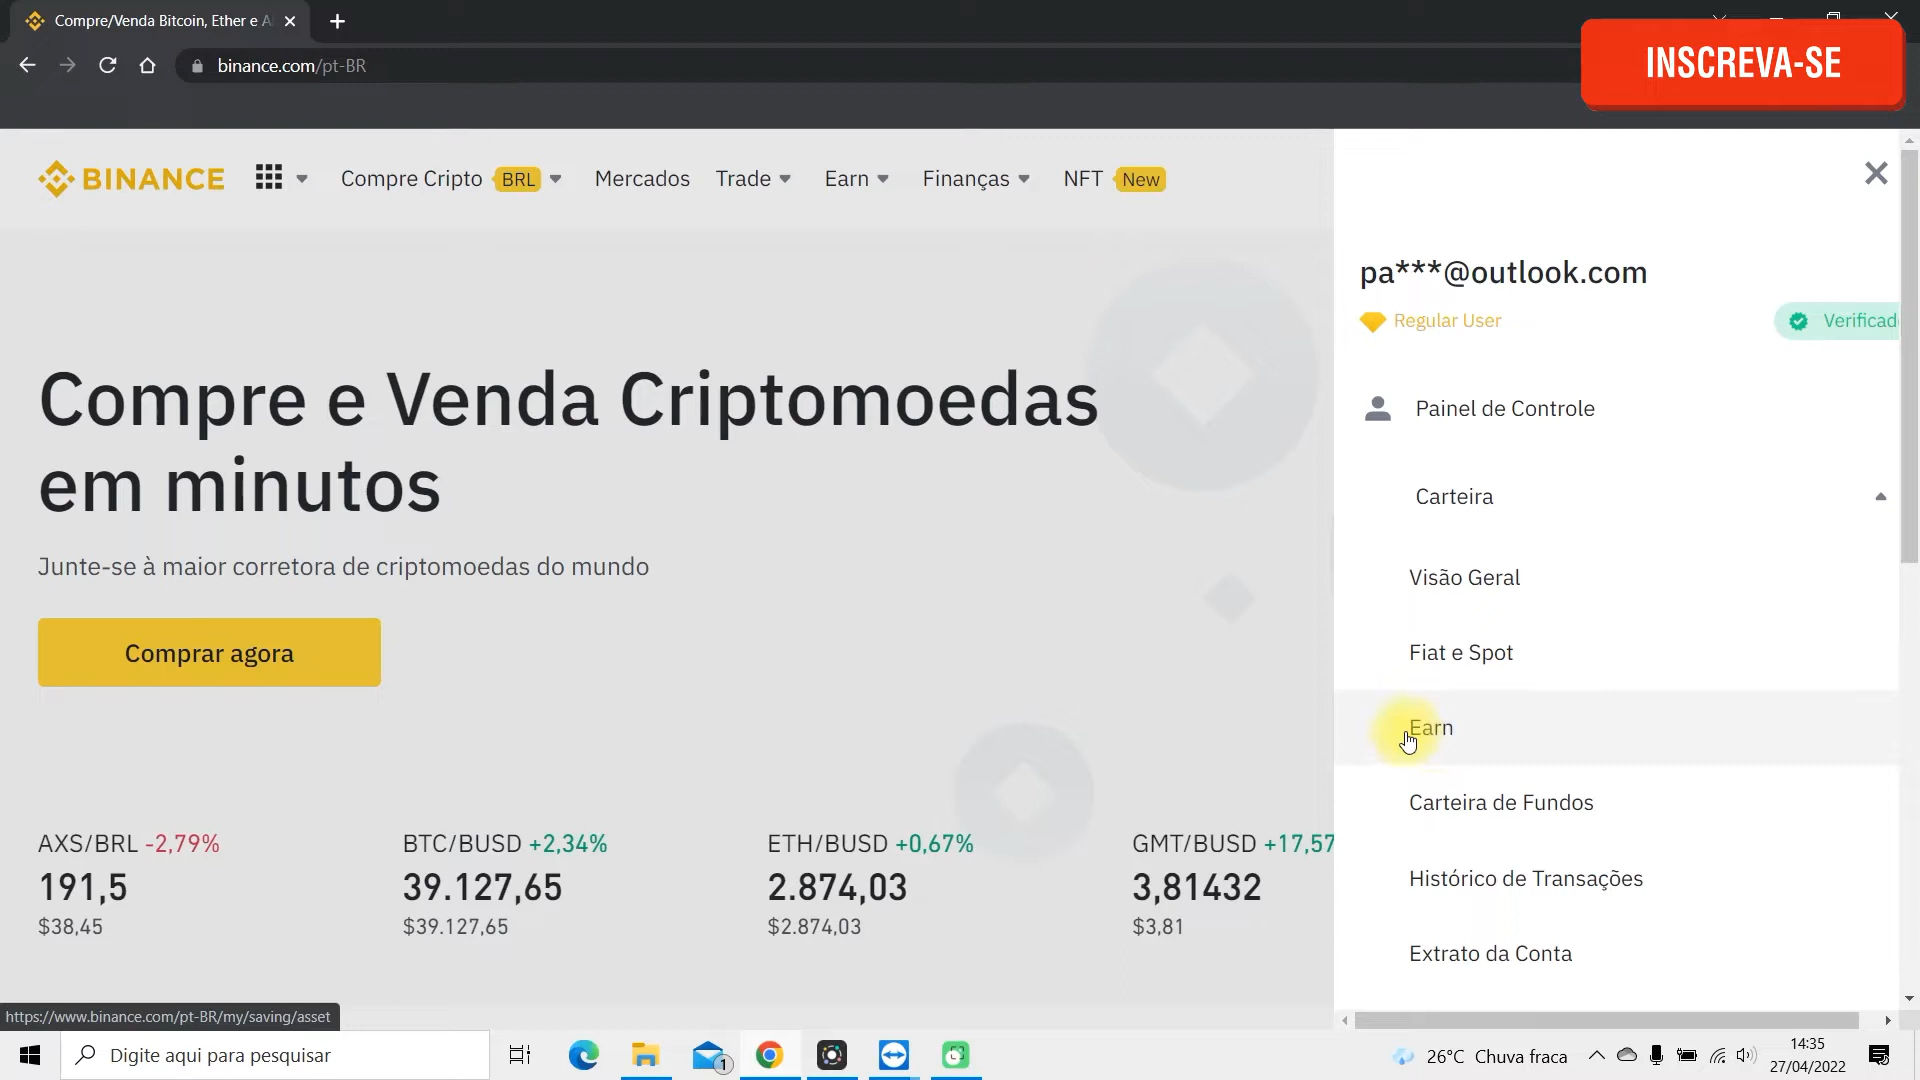 Compre/Venda Bitcoin, Ether e A
binance.com/pt-BR
INSCREVA-SE
BINANCE
Compre Cripto BRL
Mercados
Trade
Earn
Finanças
NFT New
Compre e Venda Criptomoedas
em minutos
Junte-se à maior corretora de criptomoedas do mundo
Comprar agora
AXS/BRL -2,79%
191,5
$38,45
BTC/BUSD +2,34%
39.127,65
$39.127,65
ETH/BUSD +0,67%
2.874,03
$2.874,03
GMT/BUSD +17,57
3,81432
$3,81
pa***@outlook.com
Regular User
Verificad
Painel de Controle
Carteira
Visão Geral
Fiat e Spot
Earn
Carteira de Fundos
Histórico de Transações
Extrato da Conta
https://www.binance.com/pt-BR/my/saving/asset
Digite aqui para pesquisar
1
26°C Chuva fraca
14:35
27/04/2022